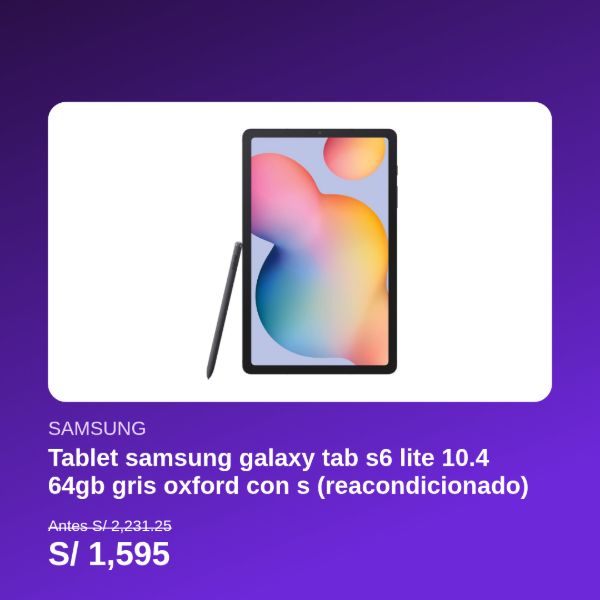 SAMSUNG
Tablet samsung galaxy tab s6 lite 10.4
64gb gris oxford con s (reacondicionado)
Antes S/ 2,231.25
S/ 1,595